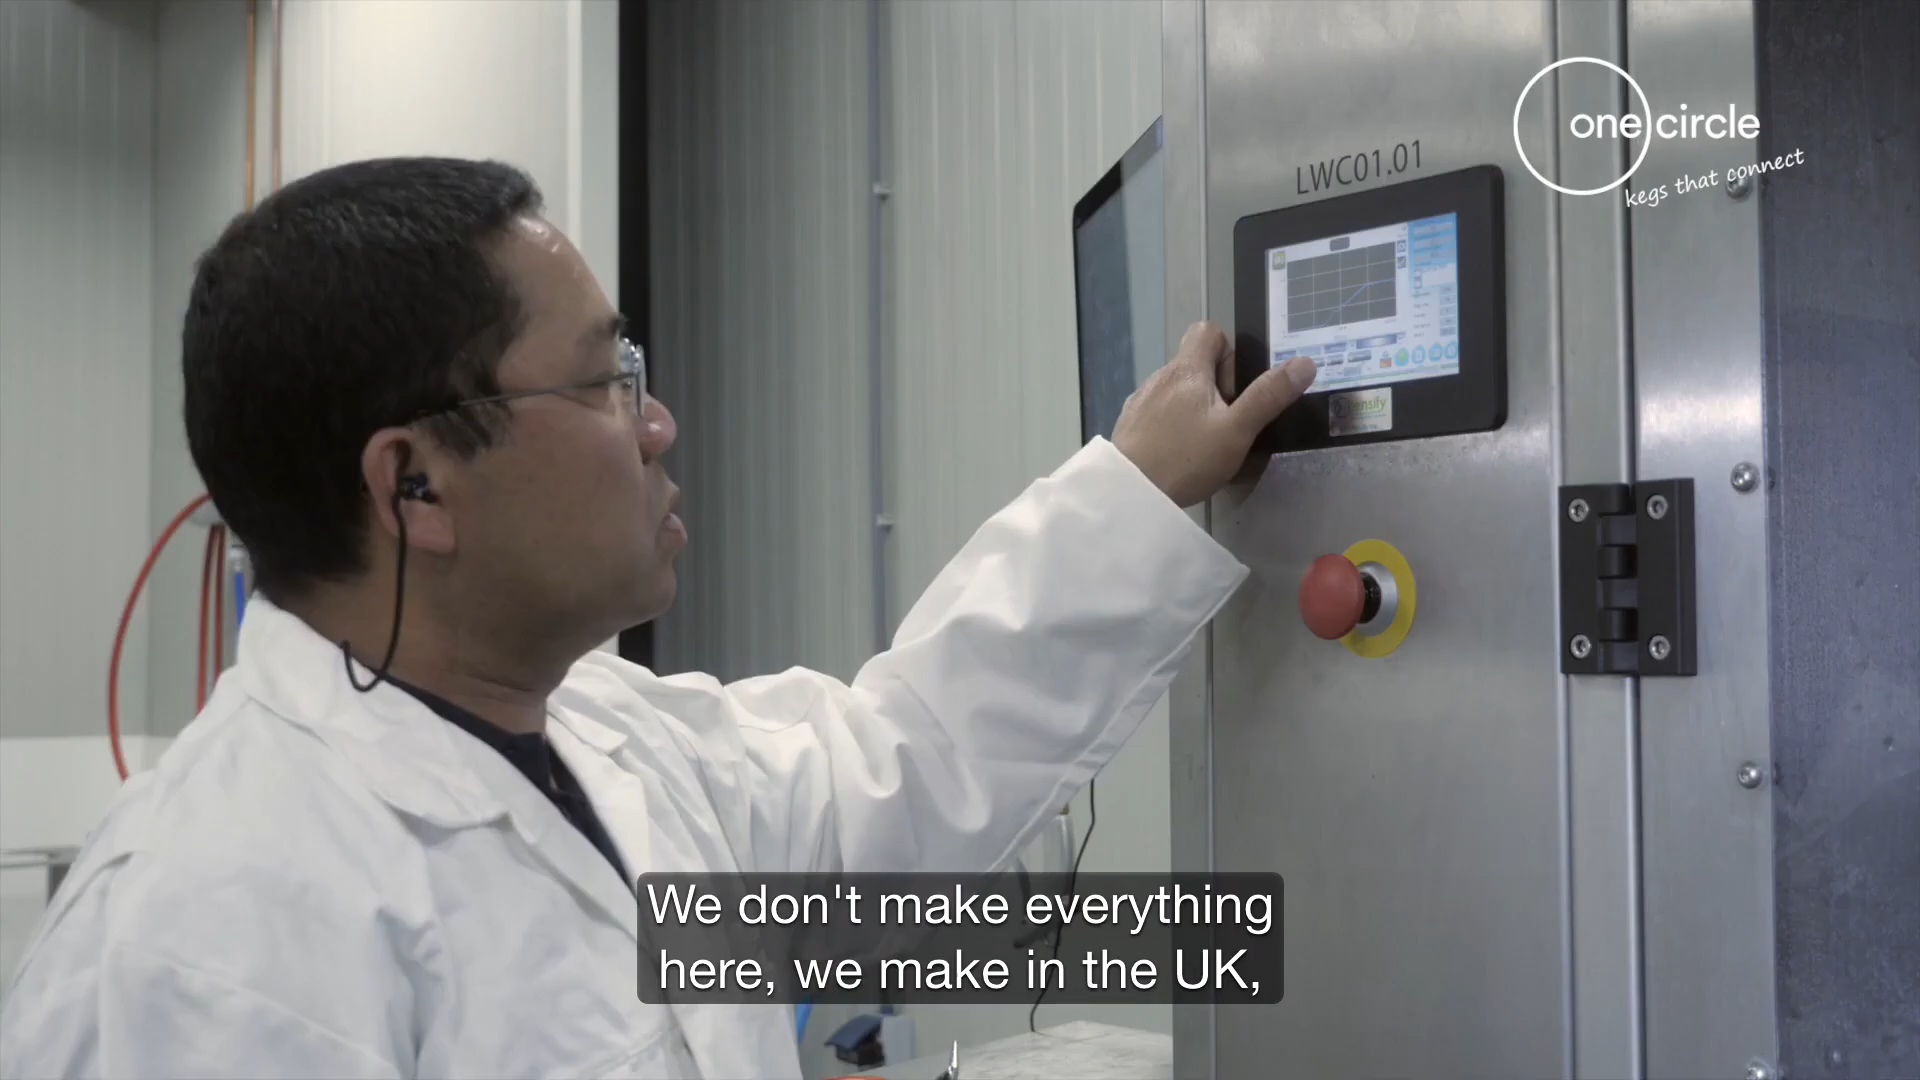 one circle
kegs that connect
LWC01.01
We don't make everything
here, we make in the UK,